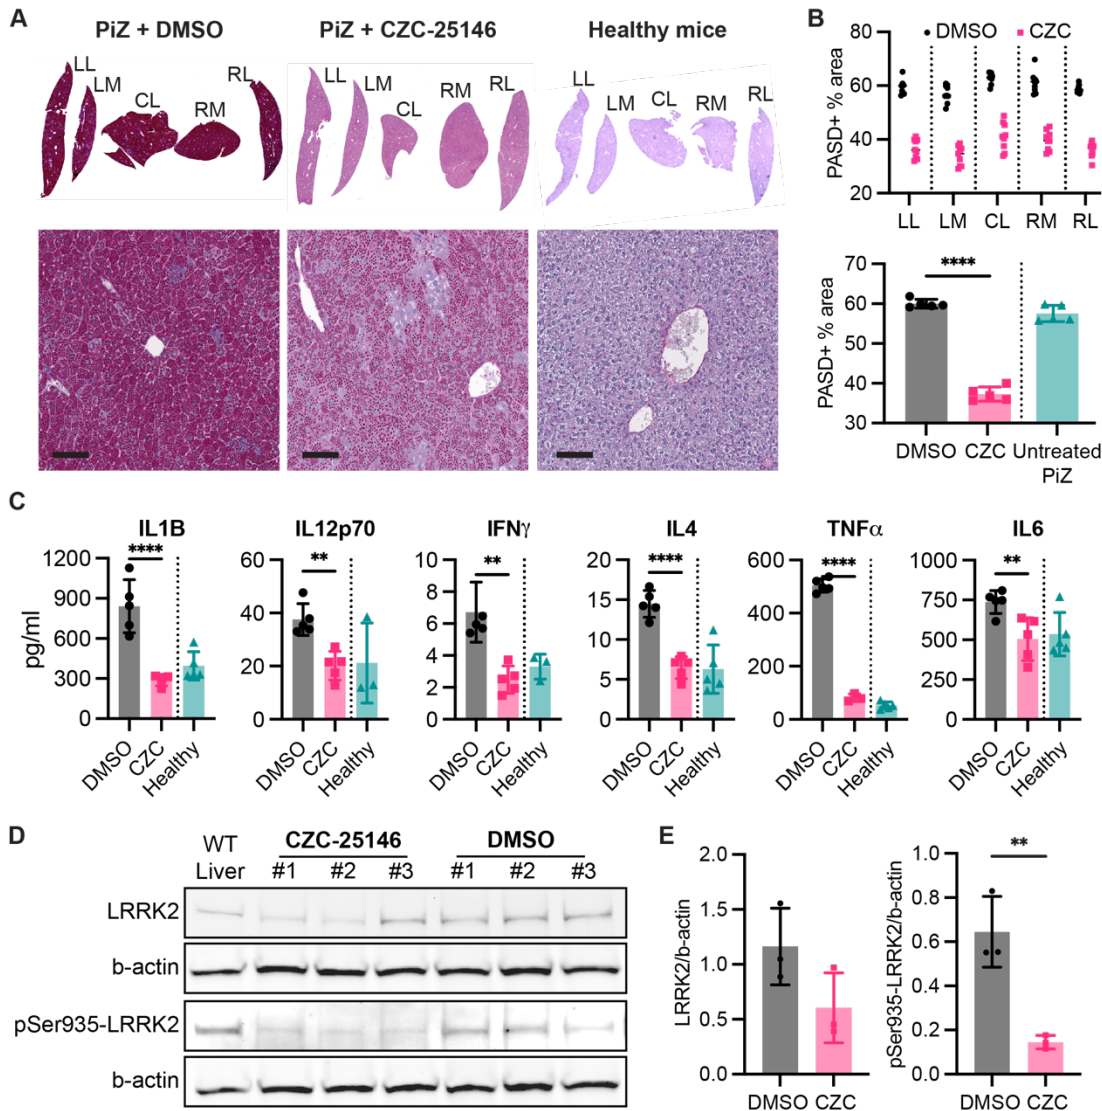 A
PiZ + DMSO
PiZ + CZC-25146
Healthy mice
LL
LM
CL
RM
RL
LL
LM
CL
RM
RL
LL
LM
CL
RM
RL
B
DMSO
CZC
PASD+ % area
80
60
40
20
LL LM CL RM RL
PASD+ % area
70
60
50
40
30
****
DMSO CZC Untreated
PiZ
C
pg/ml
IL1B
1200
900
600
300
0
****
DMSO
CZC
Healthy
IL12p70
60
40
20
0
**
DMSO
CZC
Healthy
IFNγ
10
8
6
4
2
0
**
DMSO
CZC
Healthy
IL4
20
15
10
5
0
****
DMSO
CZC
Healthy
TNFα
600
400
200
0
****
DMSO
CZC
Healthy
IL6
1000
750
500
250
0
**
DMSO
CZC
Healthy
D
WT
Liver
CZC-25146
DMSO
#1 #2 #3 #1 #2 #3
LRRK2
b-actin
pSer935-LRRK2
b-actin
E
LRRK2/b-actin
2.0
1.5
1.0
0.5
0.0
DMSO CZC
pSer935-LRRK2/b-actin
1.0
0.8
0.6
0.4
0.2
0.0
**
DMSO CZC